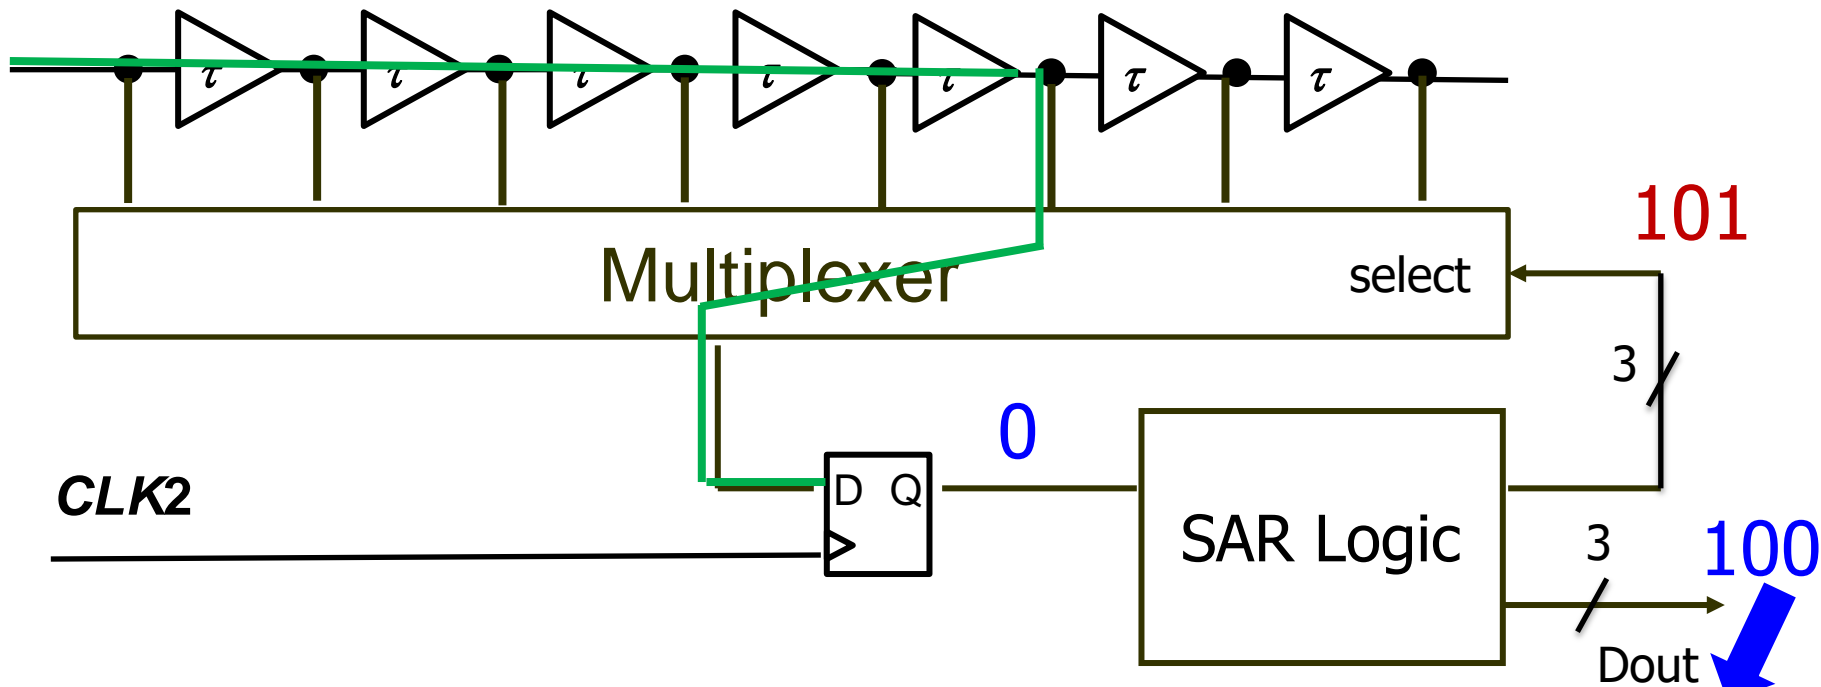 τ τ τ τ τ τ τ
101
Multiplexer select
3
0
D Q
CLK2
SAR Logic
3
100
Dout